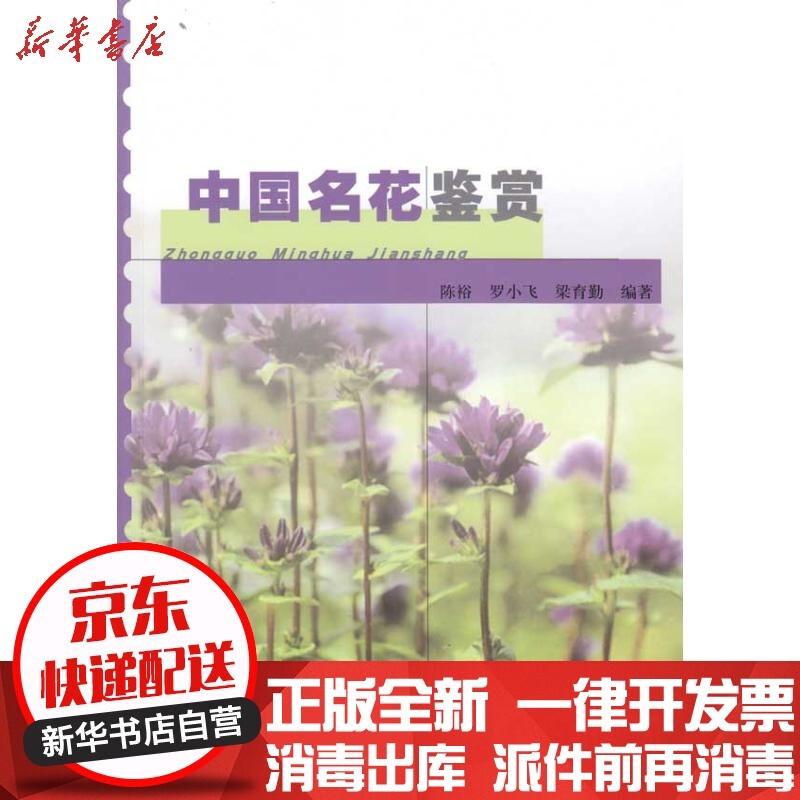 新华书店
中国名花鉴赏
Zhongguo Minghua Jianshang
陈裕 罗小飞 梁育勤 编著
京东
快递配送
新华书店自营
正版全新 一律开发票
消毒出库 派件前再消毒